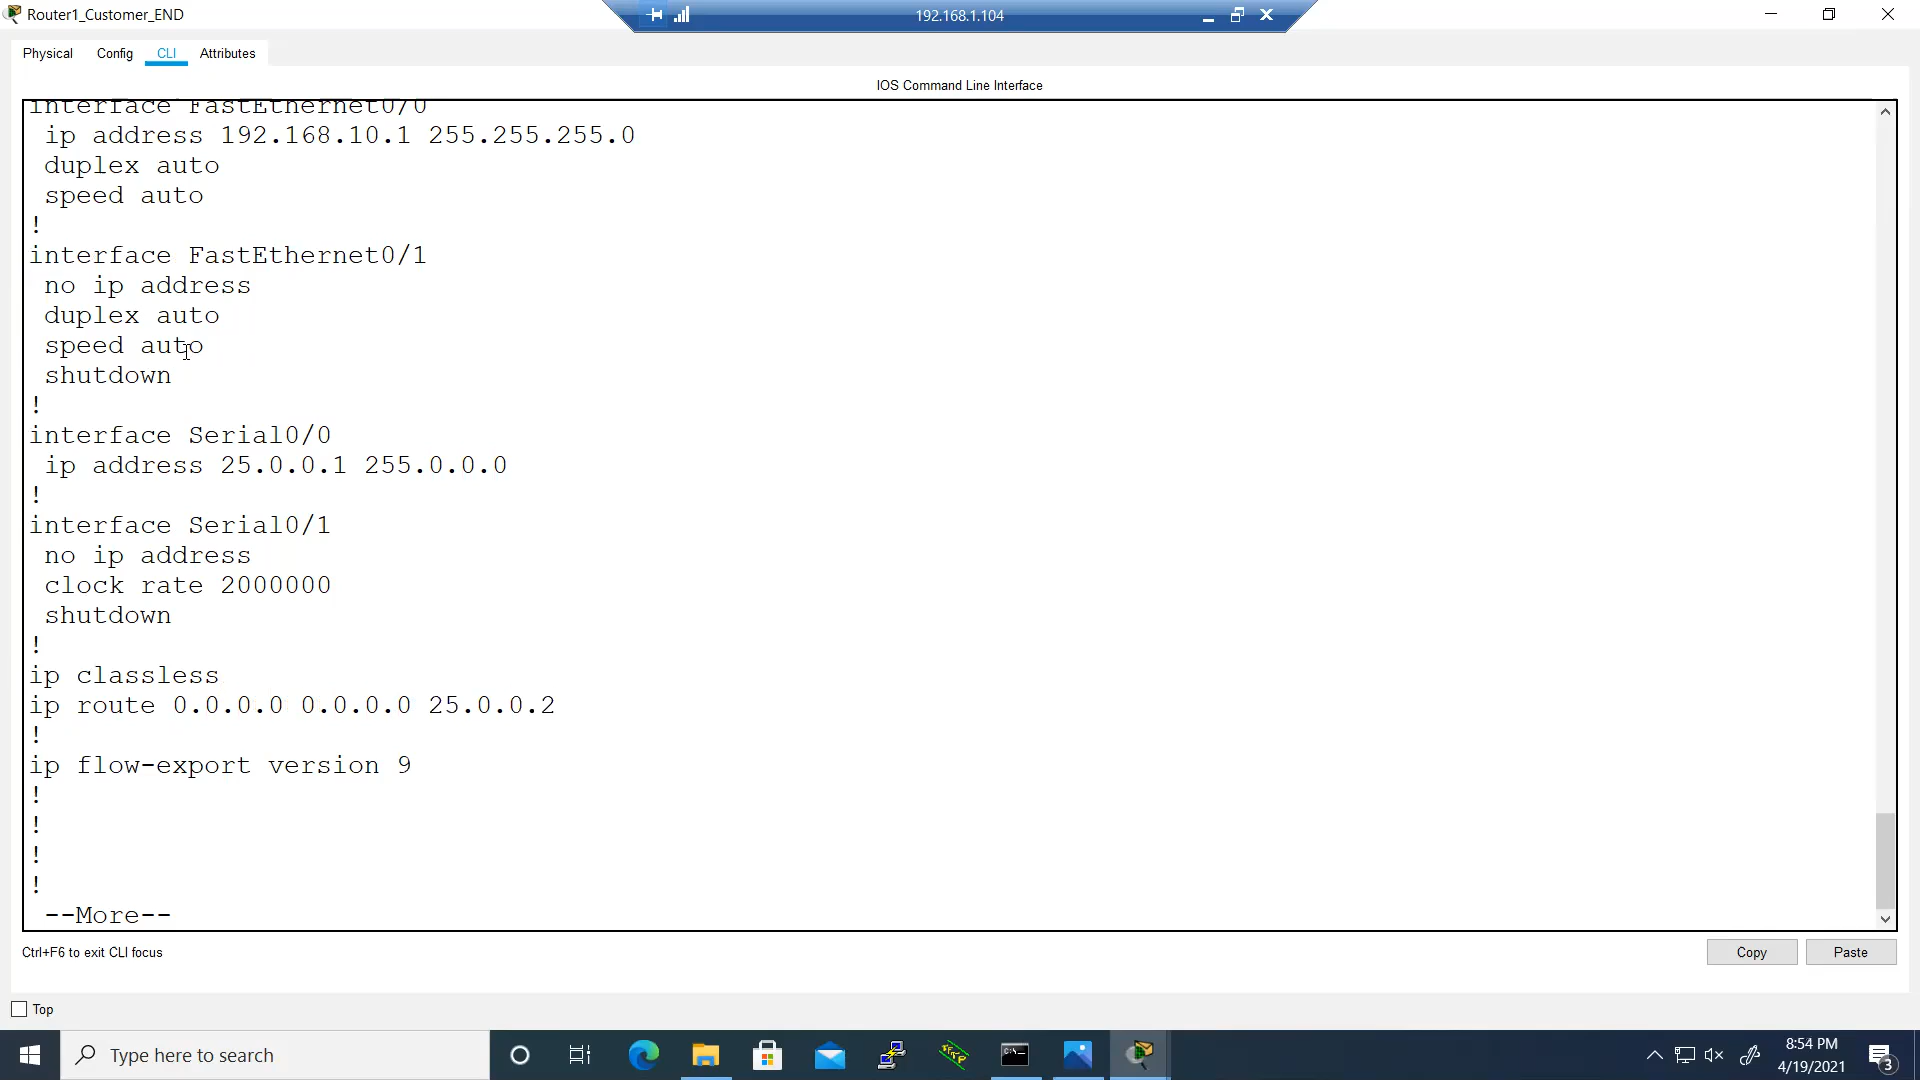 Router1_Customer_END
192.168.1.104
Physical Config CLI Attributes
IOS Command Line Interface
interface FastEthernet0/0
ip address 192.168.10.1 255.255.255.0
duplex auto
speed auto
!
interface FastEthernet0/1
no ip address
duplex auto
speed auto
shutdown
!
interface Serial0/0
ip address 25.0.0.1 255.0.0.0
!
interface Serial0/1
no ip address
clock rate 2000000
shutdown
!
ip classless
ip route 0.0.0.0 0.0.0.0 25.0.0.2
!
ip flow-export version 9
!
!
!
!
--More--
Ctrl+F6 to exit CLI focus
Copy Paste
Top
Type here to search
8:54 PM
4/19/2021
3